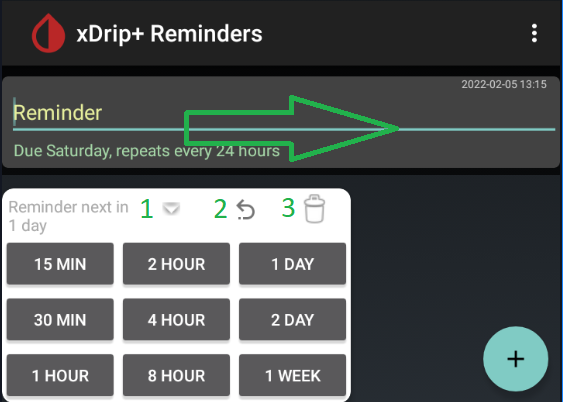 xDrip+ Reminders
2022-02-05 13:15
Reminder
Due Saturday, repeats every 24 hours
Reminder next in
1 day
1 2 3
15 MIN 2 HOUR 1 DAY
30 MIN 4 HOUR 2 DAY
1 HOUR 8 HOUR 1 WEEK
+